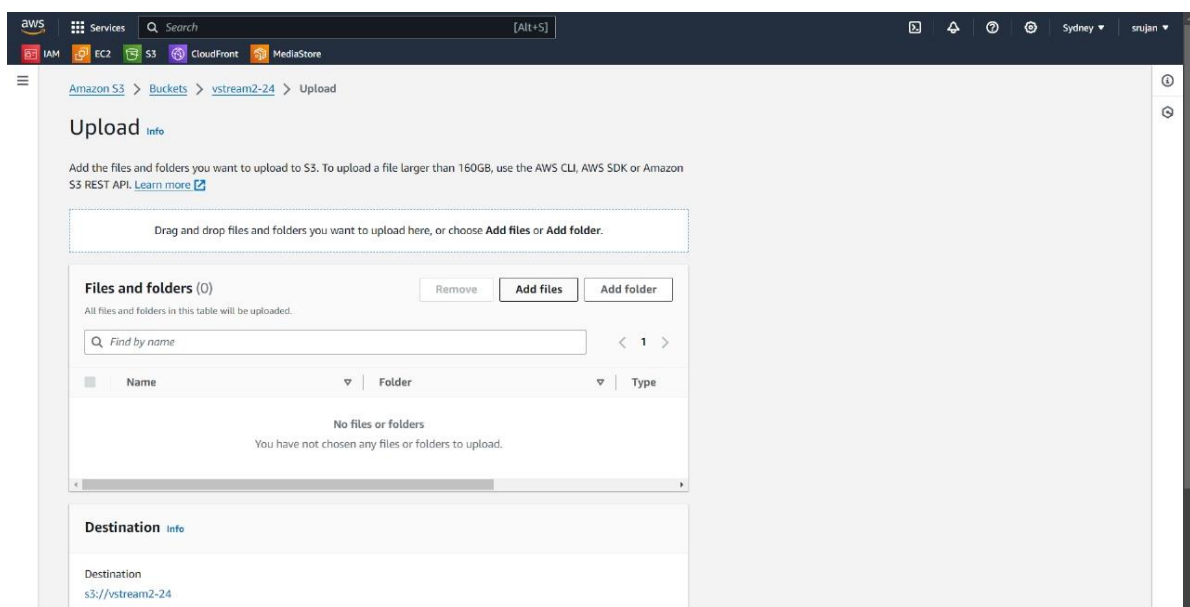 aws Services Search [Alt+S] Sydney srujan
IAM EC2 S3 CloudFront MediaStore
Amazon S3 > Buckets > vstream2-24 > Upload
Upload Info
Add the files and folders you want to upload to S3. To upload a file larger than 160GB, use the AWS CLI, AWS SDK or Amazon
S3 REST API. Learn more
Drag and drop files and folders you want to upload here, or choose Add files or Add folder.
Files and folders (0) Remove Add files Add folder
All files and folders in this table will be uploaded.
Find by name < 1 >
Name Folder Type
No files or folders
You have not chosen any files or folders to upload.
Destination Info
Destination
s3://vstream2-24